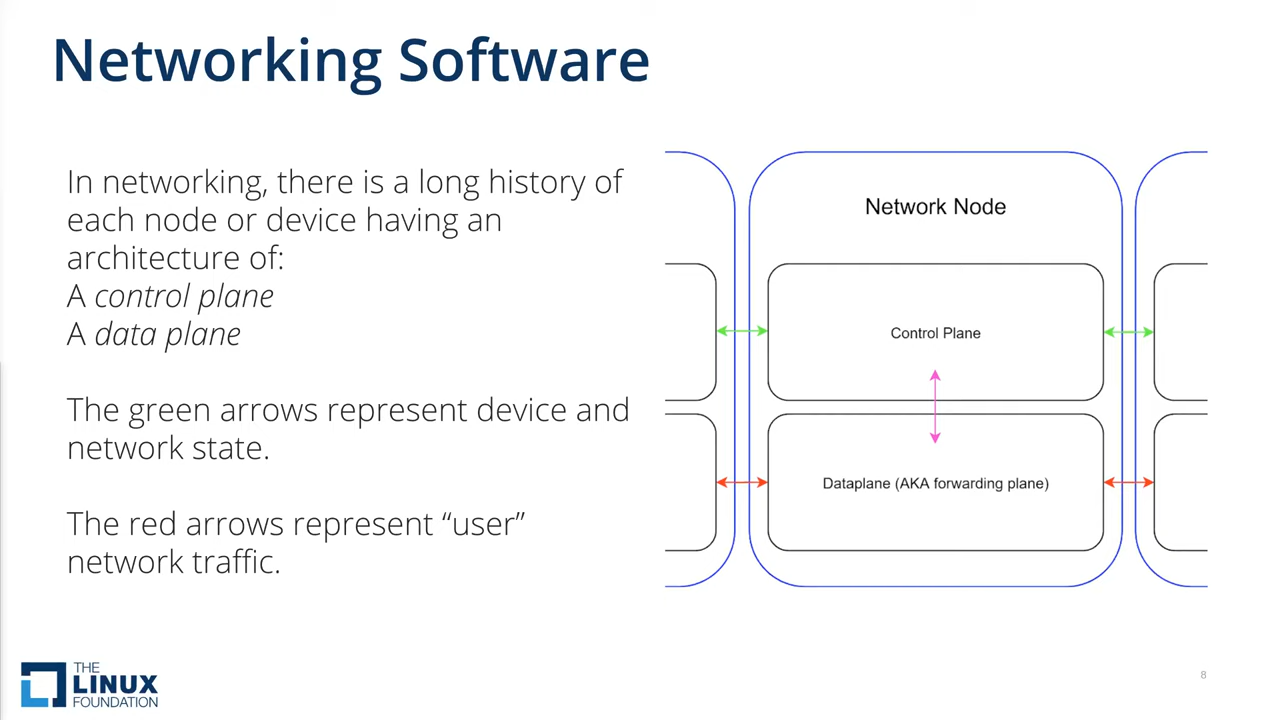 Networking Software
In networking, there is a long history of
each node or device having an
architecture of:
A control plane
A data plane
The green arrows represent device and
network state.
The red arrows represent “user”
network traffic.
Network Node
Control Plane
Dataplane (AKA forwarding plane)
THE
LINUX
FOUNDATION
8